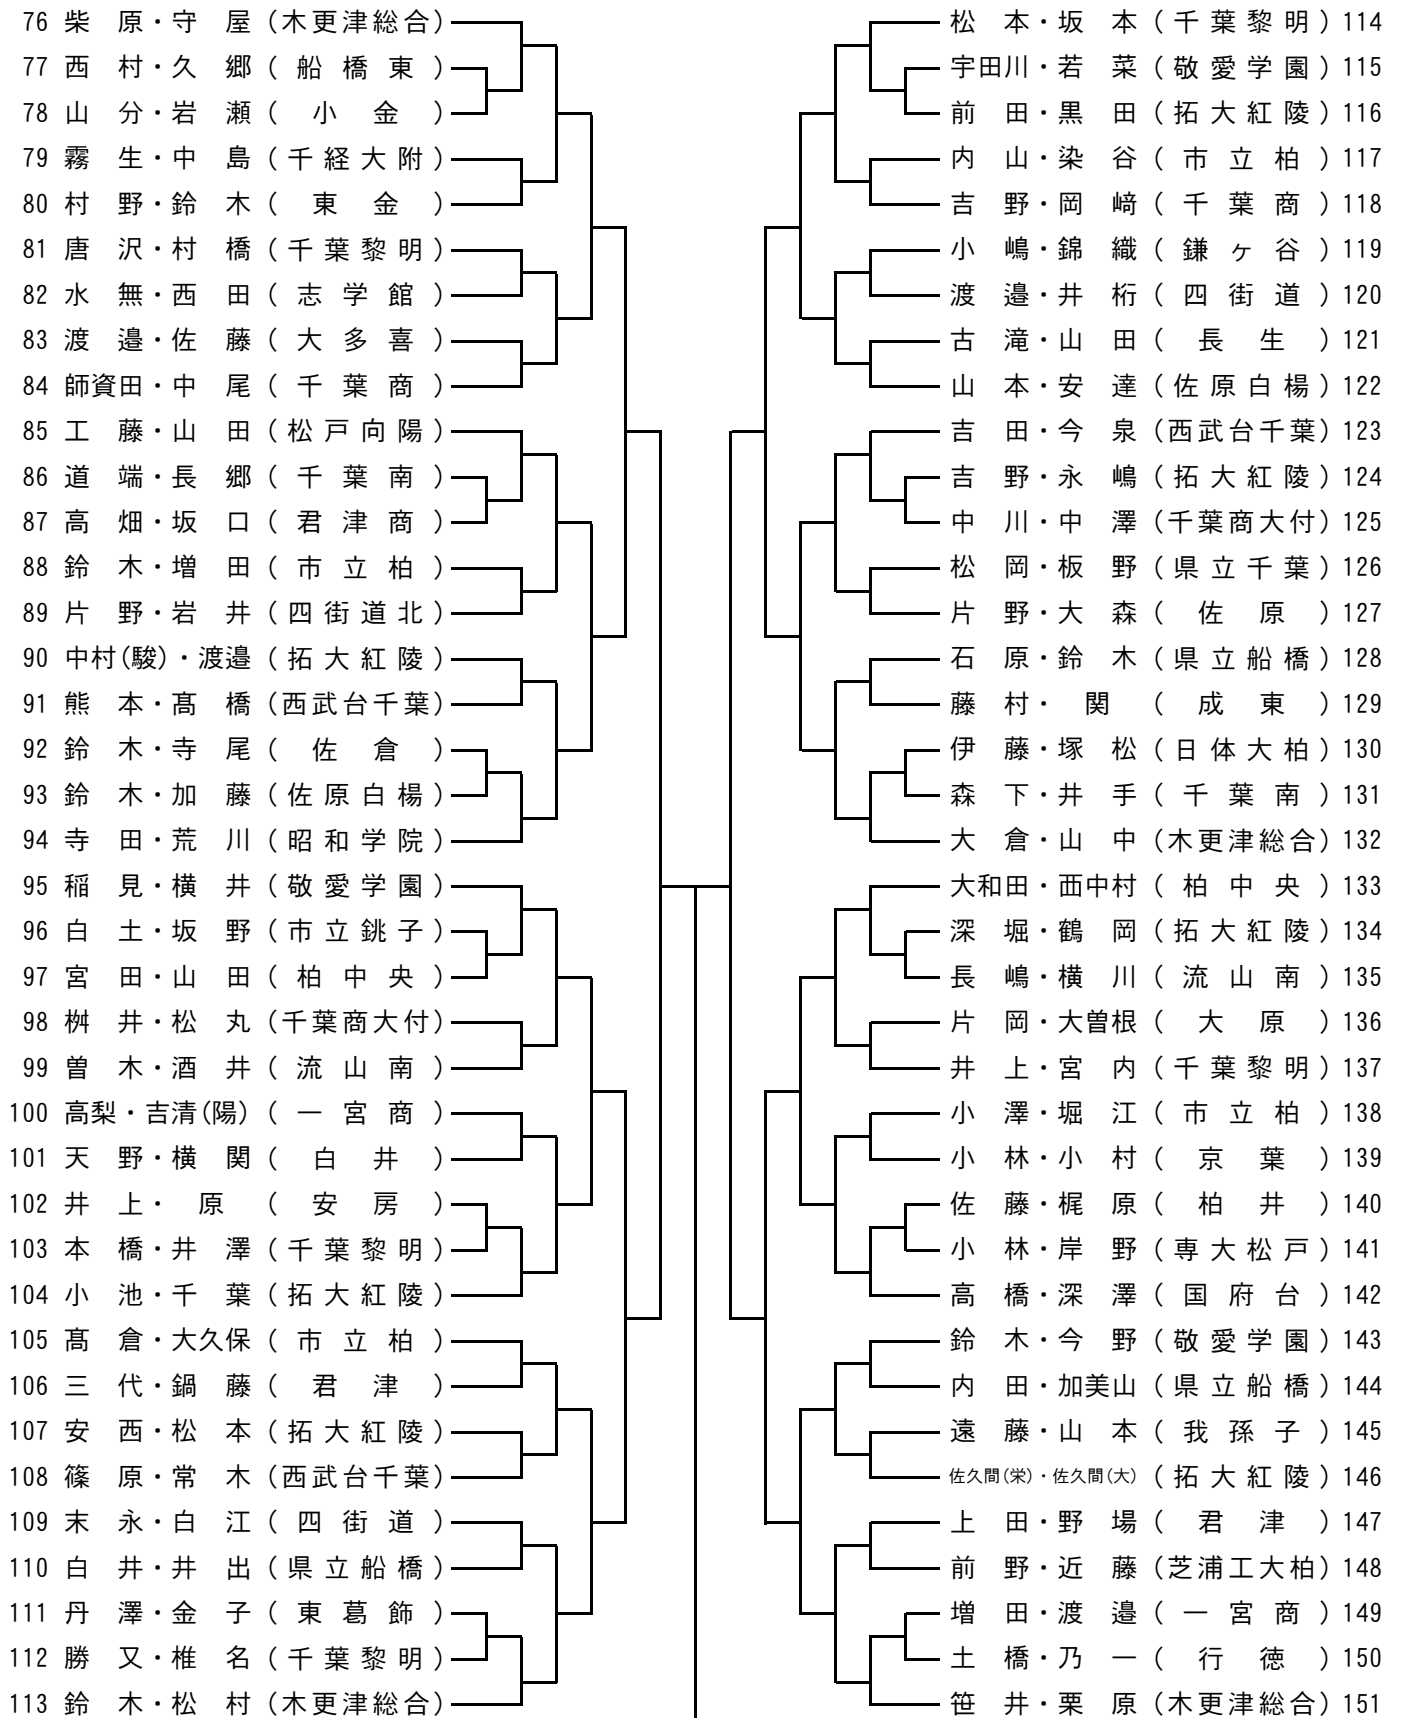 76 柴 原・守 屋 (木更津総合)
77 西 村・久 郷 ( 船 橋 東 )
78 山 分・岩 瀬 ( 小 金 )
79 霧 生・中 島 ( 千 経 大 附 )
80 村 野・鈴 木 ( 東 金 )
81 唐 沢・村 橋 ( 千 葉 黎 明 )
82 水 無・西 田 ( 志 学 館 )
83 渡 邉・佐 藤 ( 大 多 喜 )
84 師資田・中 尾 ( 千 葉 商 )
85 工 藤・山 田 ( 松 戸 向 陽 )
86 道 端・長 郷 ( 千 葉 南 )
87 高 畑・坂 口 ( 君 津 商 )
88 鈴 木・増 田 ( 市 立 柏 )
89 片 野・岩 井 ( 四 街 道 北 )
90 中村(駿)・渡邉 ( 拓 大 紅 陵 )
91 熊 本・髙 橋 (西武台千葉)
92 鈴 木・寺 尾 ( 佐 倉 )
93 鈴 木・加 藤 ( 佐 原 白 楊 )
94 寺 田・荒 川 ( 昭 和 学 院 )
95 稲 見・横 井 ( 敬 愛 学 園 )
96 白 土・坂 野 ( 市 立 銚 子 )
97 宮 田・山 田 ( 柏 中 央 )
98 桝 井・松 丸 (千葉商大付)
99 曽 木・酒 井 ( 流 山 南 )
100 高梨・吉清(陽) ( 一 宮 商 )
101 天 野・横 関 ( 白 井 )
102 井 上・ 原 ( 安 房 )
103 本 橋・井 澤 ( 千 葉 黎 明 )
104 小 池・千 葉 ( 拓 大 紅 陵 )
105 髙 倉・大久保 ( 市 立 柏 )
106 三 代・鍋 藤 ( 君 津 )
107 安 西・松 本 ( 拓 大 紅 陵 )
108 篠 原・常 木 (西武台千葉)
109 末 永・白 江 ( 四 街 道 )
110 白 井・井 出 ( 県 立 船 橋 )
111 丹 澤・金 子 ( 東 葛 飾 )
112 勝 又・椎 名 ( 千 葉 黎 明 )
113 鈴 木・松 村 (木更津総合)
松 本・坂 本 ( 千 葉 黎 明 ) 114
宇田川・若 菜 ( 敬 愛 学 園 ) 115
前 田・黒 田 ( 拓 大 紅 陵 ) 116
内 山・染 谷 ( 市 立 柏 ) 117
吉 野・岡 﨑 ( 千 葉 商 ) 118
小 嶋・錦 織 ( 鎌 ヶ 谷 ) 119
渡 邉・井 桁 ( 四 街 道 ) 120
古 滝・山 田 ( 長 生 ) 121
山 本・安 達 ( 佐 原 白 楊 ) 122
吉 田・今 泉 (西武台千葉) 123
吉 野・永 嶋 ( 拓 大 紅 陵 ) 124
中 川・中 澤 (千葉商大付) 125
松 岡・板 野 ( 県 立 千 葉 ) 126
片 野・大 森 ( 佐 原 ) 127
石 原・鈴 木 ( 県 立 船 橋 ) 128
藤 村・ 関 ( 成 東 ) 129
伊 藤・塚 松 ( 日 体 大 柏 ) 130
森 下・井 手 ( 千 葉 南 ) 131
大 倉・山 中 (木更津総合) 132
大和田・西中村 ( 柏 中 央 ) 133
深 堀・鶴 岡 ( 拓 大 紅 陵 ) 134
長 嶋・横 川 ( 流 山 南 ) 135
片 岡・大曽根 ( 大 原 ) 136
井 上・宮 内 ( 千 葉 黎 明 ) 137
小 澤・堀 江 ( 市 立 柏 ) 138
小 林・小 村 ( 京 葉 ) 139
佐 藤・梶 原 ( 柏 井 ) 140
小 林・岸 野 ( 専 大 松 戸 ) 141
高 橋・深 澤 ( 国 府 台 ) 142
鈴 木・今 野 ( 敬 愛 学 園 ) 143
内 田・加美山 ( 県 立 船 橋 ) 144
遠 藤・山 本 ( 我 孫 子 ) 145
佐久間(栄)・佐久間(大) ( 拓 大 紅 陵 ) 146
上 田・野 場 ( 君 津 ) 147
前 野・近 藤 (芝浦工大柏) 148
増 田・渡 邉 ( 一 宮 商 ) 149
土 橋・乃 一 ( 行 徳 ) 150
笹 井・栗 原 (木更津総合) 151